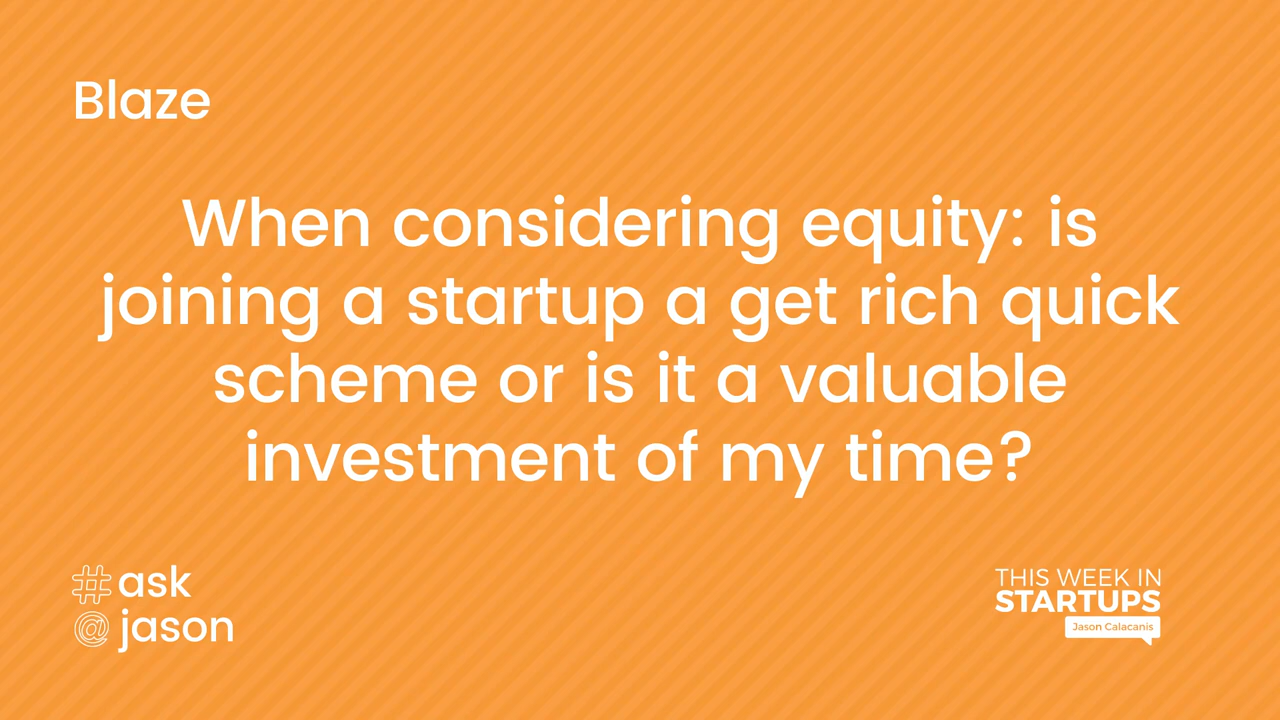 Blaze
When considering equity: is
joining a startup a get rich quick
scheme or is it a valuable
investment of my time?
#ask
@jason
THIS WEEK IN
STARTUPS
Jason Calacanis